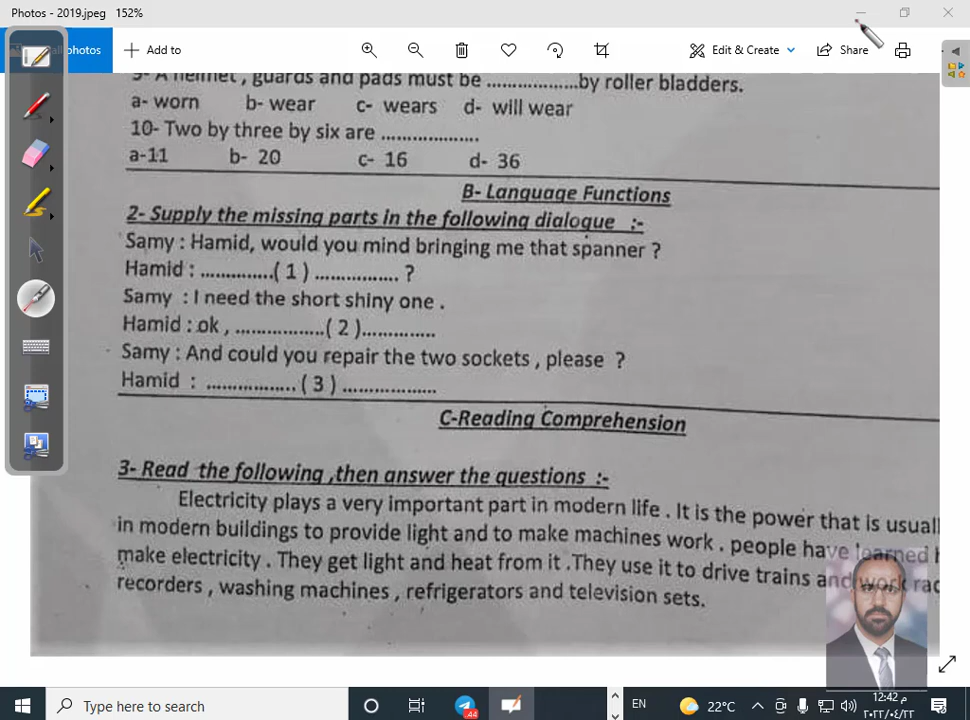 Photos - 2019.jpeg 152%
all photos
Add to
Edit & Create
Share
9- A helmet , guards and pads must be ..................by roller bladders.
a- worn b- wear c- wears d- will wear
10- Two by three by six are ...................
a-11 b- 20 c- 16 d- 36
B- Language Functions
2- Supply the missing parts in the following dialogue :-
Samy : Hamid, would you mind bringing me that spanner ?
Hamid : ..............( 1 ) ................ ?
Samy : I need the short shiny one .
Hamid : ok , .................( 2 )..............
Samy : And could you repair the two sockets , please ?
Hamid : ................. ( 3 ) ..................
C-Reading Comprehension
3- Read the following ,then answer the questions :-
Electricity plays a very important part in modern life . It is the power that is usuall
in modern buildings to provide light and to make machines work . people have learned h
make electricity . They get light and heat from it .They use it to drive trains and work rad
recorders , washing machines , refrigerators and television sets.
Type here to search
44
EN
22°C
12:42 م
٢٠٢٢/٠٤/٢٣